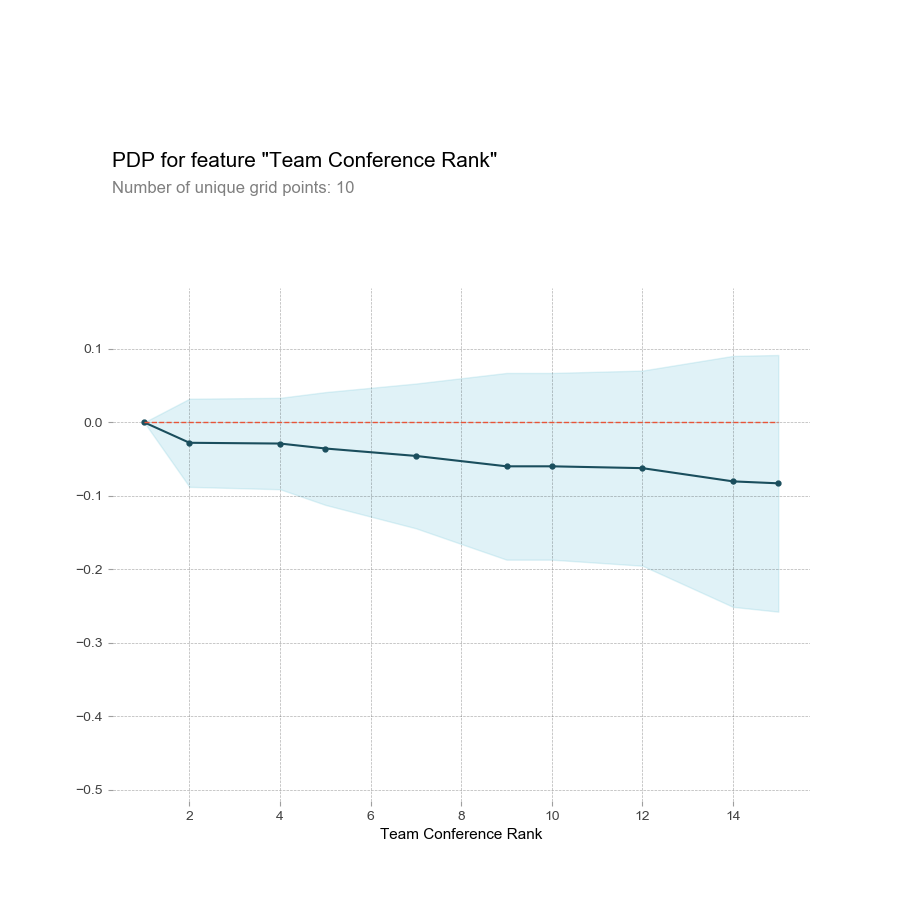 PDP for feature "Team Conference Rank"
Number of unique grid points: 10
0.1
0.0
−0.1
−0.2
−0.3
−0.4
−0.5
2 4 6 8 10 12 14
Team Conference Rank